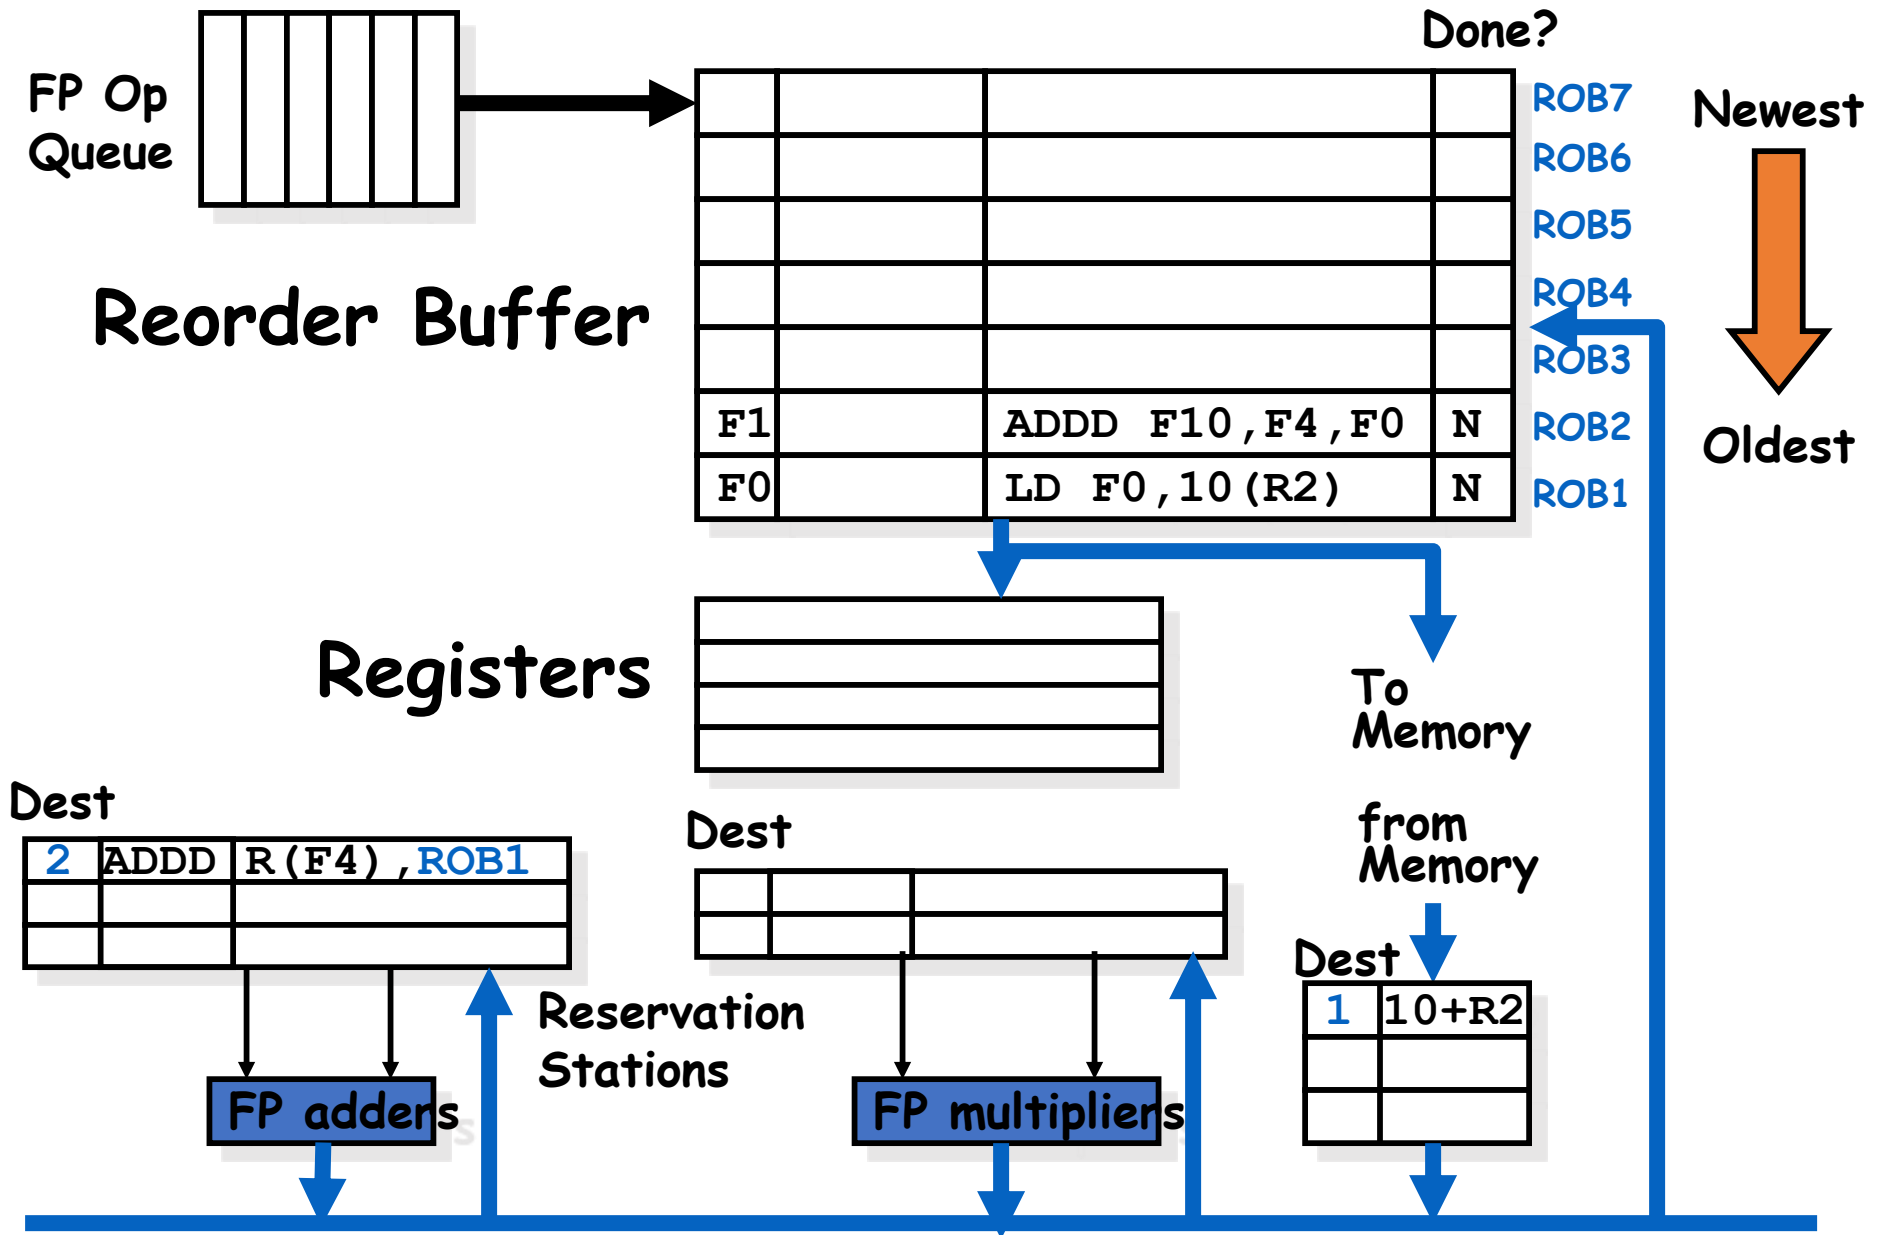 Done?
FP Op
Queue
ROB7
Newest
ROB6
ROB5
Reorder Buffer
ROB4
ROB3
F1 ADDD F10,F4,F0 N ROB2
Oldest
F0 LD F0,10(R2) N ROB1
Registers
To
Memory
Dest
2 ADDD R(F4),ROB1
Dest
from
Memory
Dest
1 10+R2
Reservation
Stations
FP adders
FP multipliers